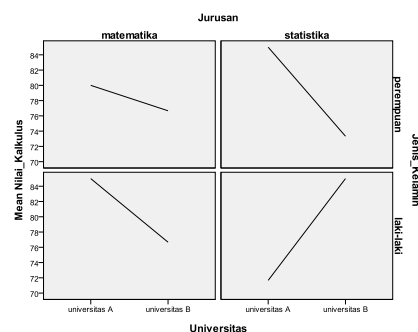 Jurusan
matematika statistika
84
82
80
78
76
74
72
70
perempuan
84
82
80
78
76
74
72
70
laki-laki
Mean Nilai_Kalkulus
Jenis_Kelamin
universitas A universitas B universitas A universitas B
Universitas